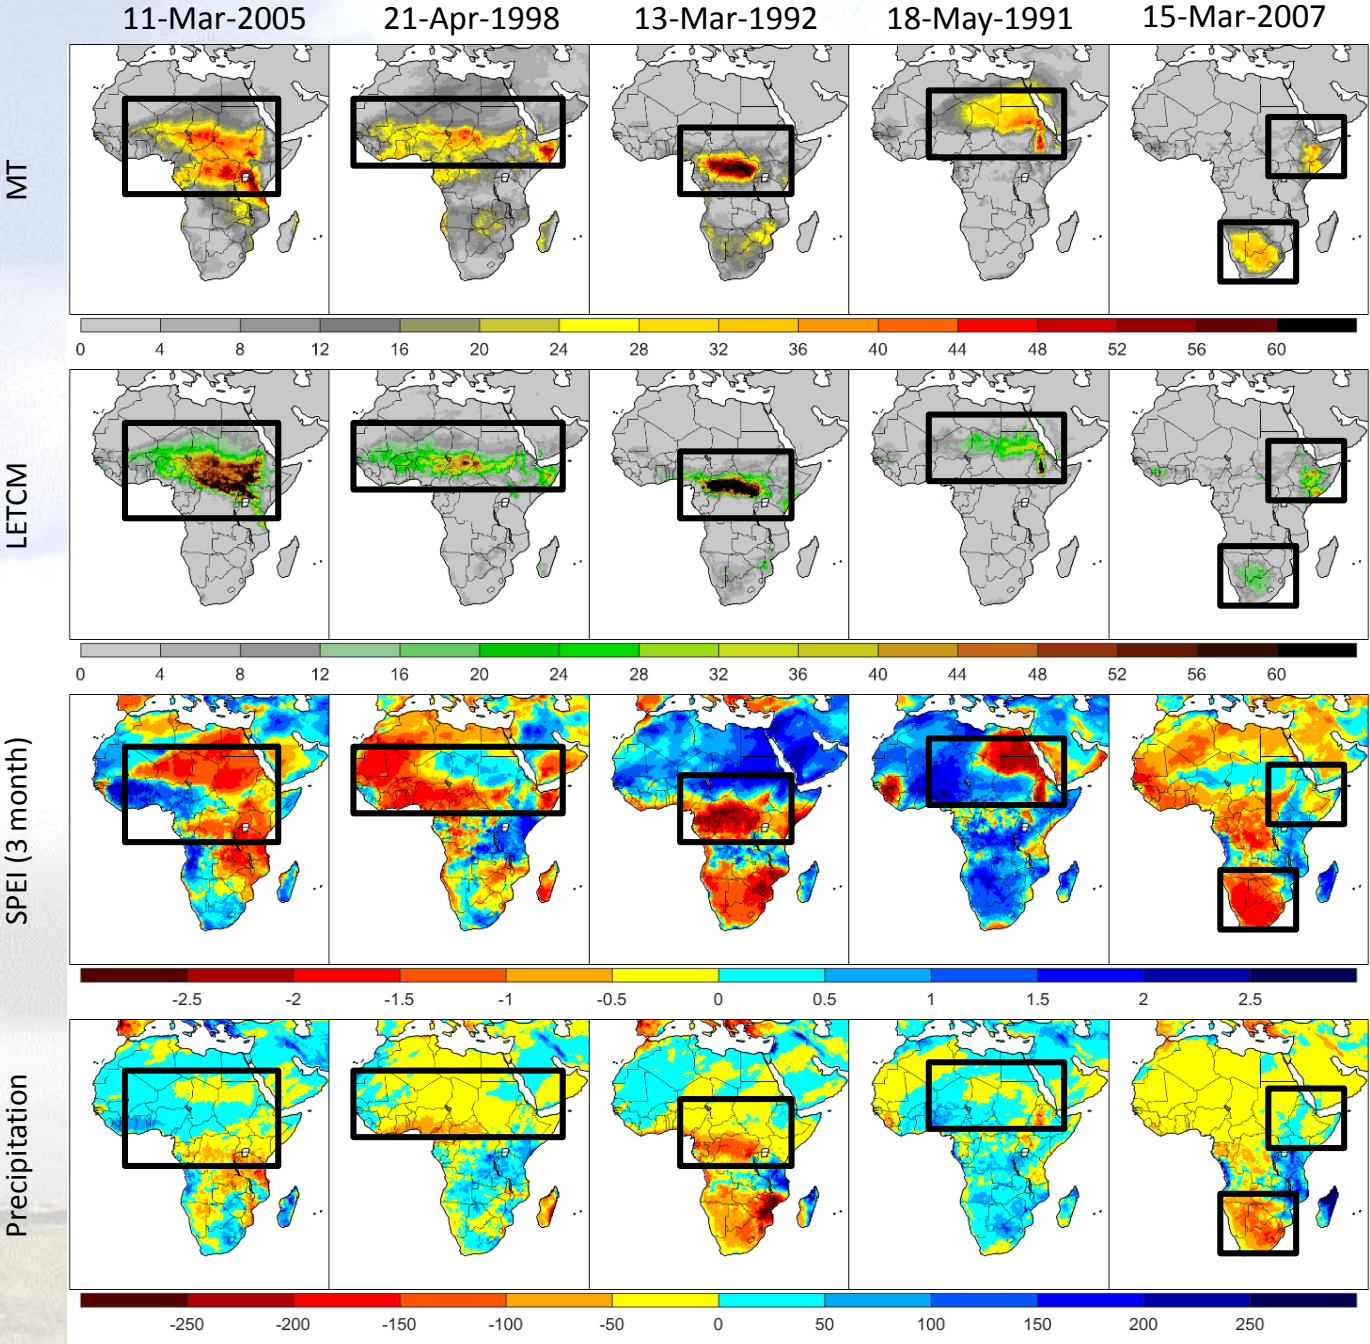 11-Mar-2005 21-Apr-1998 13-Mar-1992 18-May-1991 15-Mar-2007
MT
0 4 8 12 16 20 24 28 32 36 40 44 48 52 56 60
LETCM
0 4 8 12 16 20 24 28 32 36 40 44 48 52 56 60
SPEI (3 month)
-2.5 -2 -1.5 -1 -0.5 0 0.5 1 1.5 2 2.5
Precipitation
-250 -200 -150 -100 -50 0 50 100 150 200 250